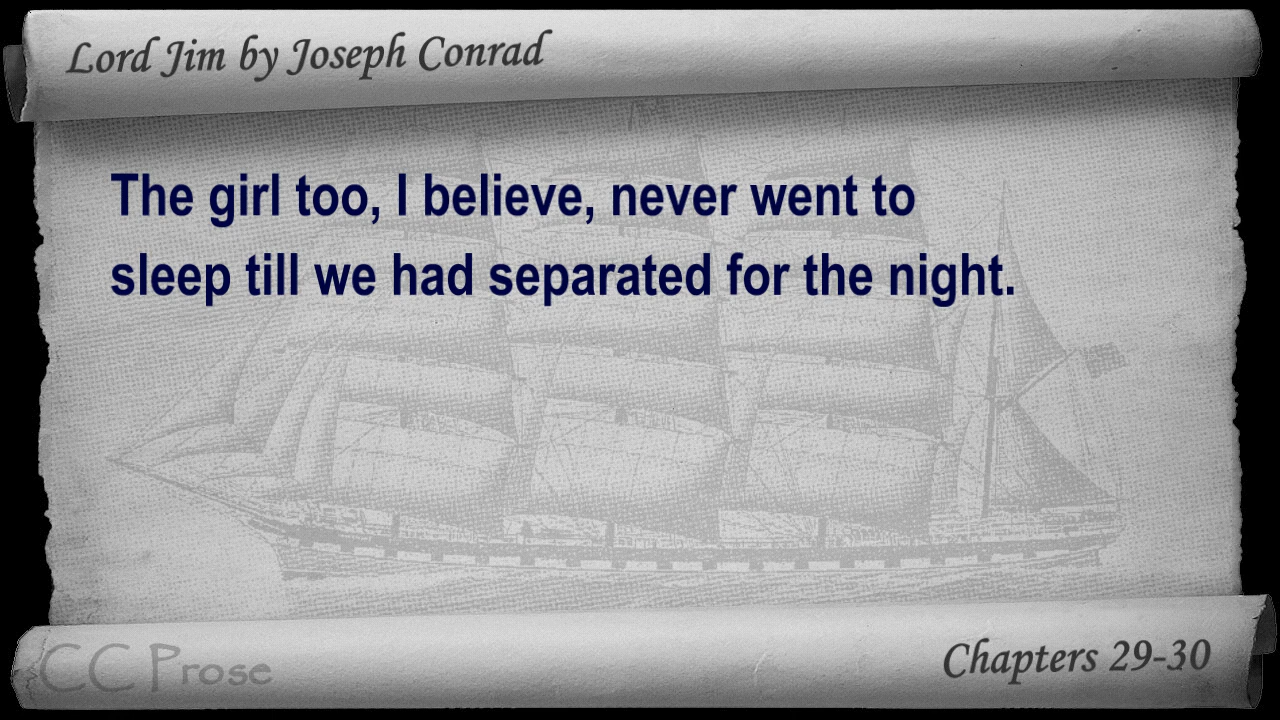 Lord Jim by Joseph Conrad
The girl too, I believe, never went to
sleep till we had separated for the night.
CC Prose
Chapters 29-30